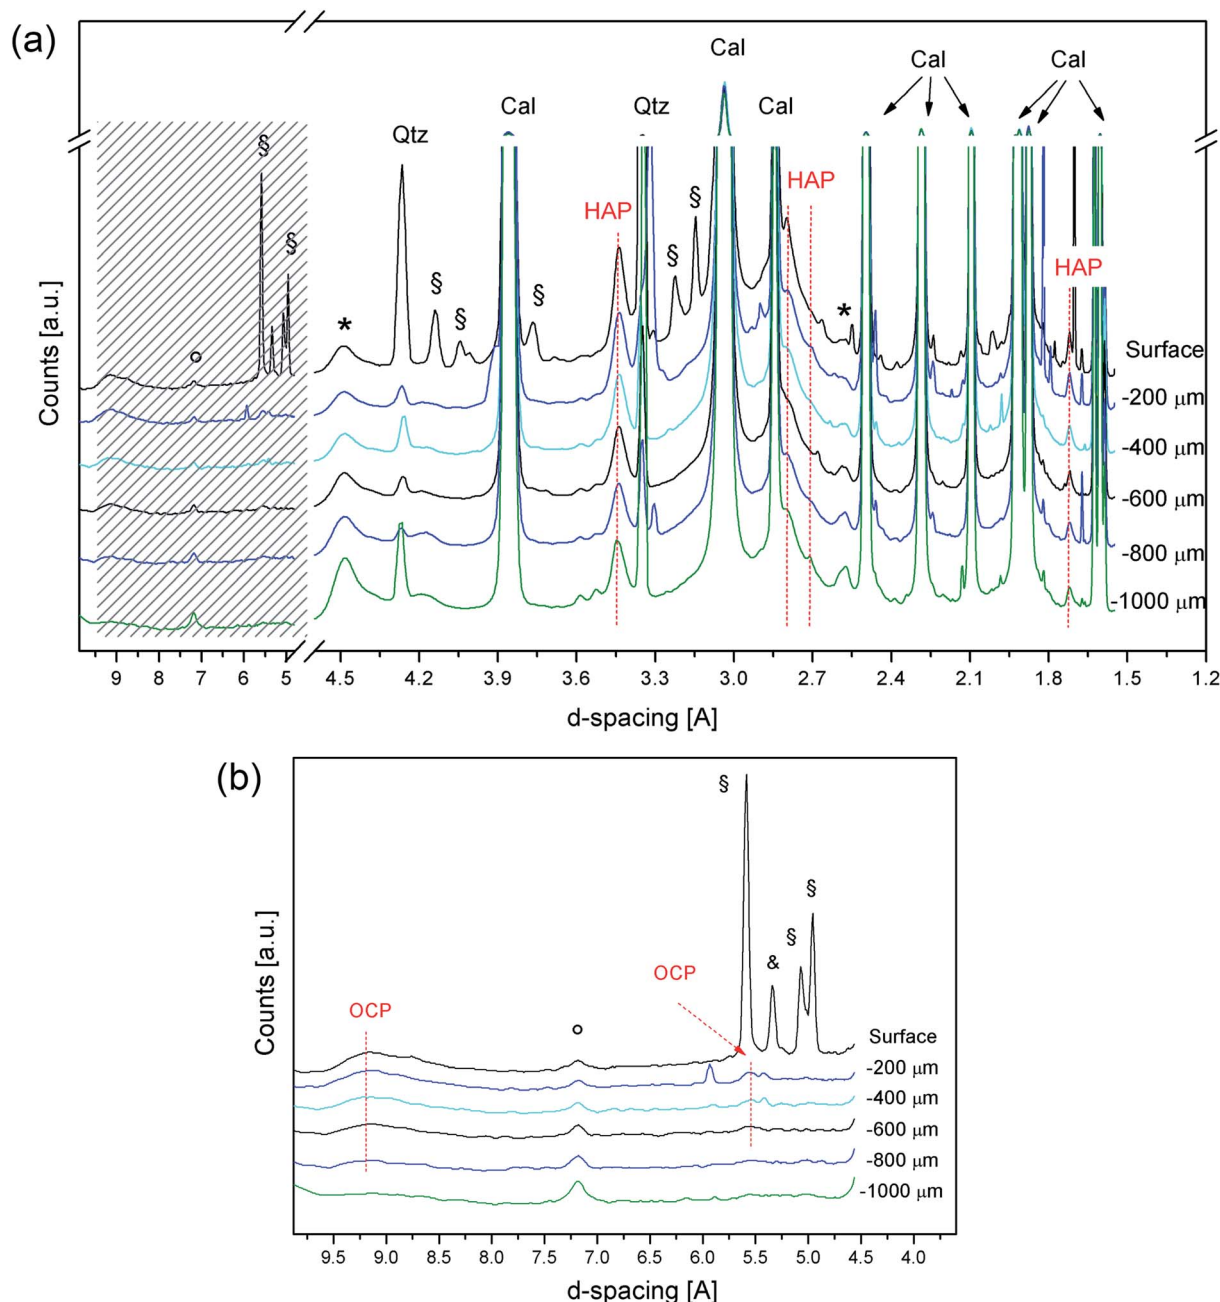 (a)
Cal
Cal
Cal
§
Qtz
Cal
Qtz
Cal
HAP
§
HAP
§
§
§
HAP
§
§
§
*
*
°
Surface
-200 μm
-400 μm
-600 μm
-800 μm
-1000 μm
Counts [a.u.]
9 8 7 6 5 4.5 4.2 3.9 3.6 3.3 3.0 2.7 2.4 2.1 1.8 1.5 1.2
d-spacing [A]
(b)
§
§
§
&
OCP
OCP
°
Surface
-200 μm
-400 μm
-600 μm
-800 μm
-1000 μm
Counts [a.u.]
9.5 9.0 8.5 8.0 7.5 7.0 6.5 6.0 5.5 5.0 4.5 4.0
d-spacing [A]